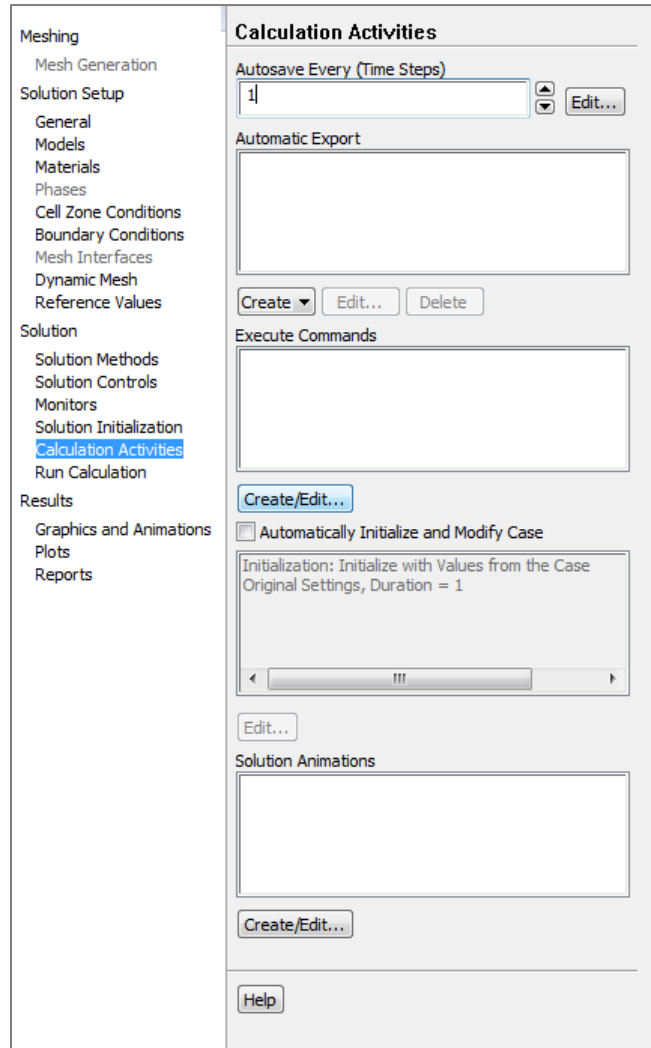 Meshing
Mesh Generation
Solution Setup
General
Models
Materials
Phases
Cell Zone Conditions
Boundary Conditions
Mesh Interfaces
Dynamic Mesh
Reference Values
Solution
Solution Methods
Solution Controls
Monitors
Solution Initialization
Calculation Activities
Run Calculation
Results
Graphics and Animations
Plots
Reports
Calculation Activities
Autosave Every (Time Steps)
1
Edit...
Automatic Export
Create Edit... Delete
Execute Commands
Create/Edit...
Automatically Initialize and Modify Case
Initialization: Initialize with Values from the Case
Original Settings, Duration = 1
Edit...
Solution Animations
Create/Edit...
Help